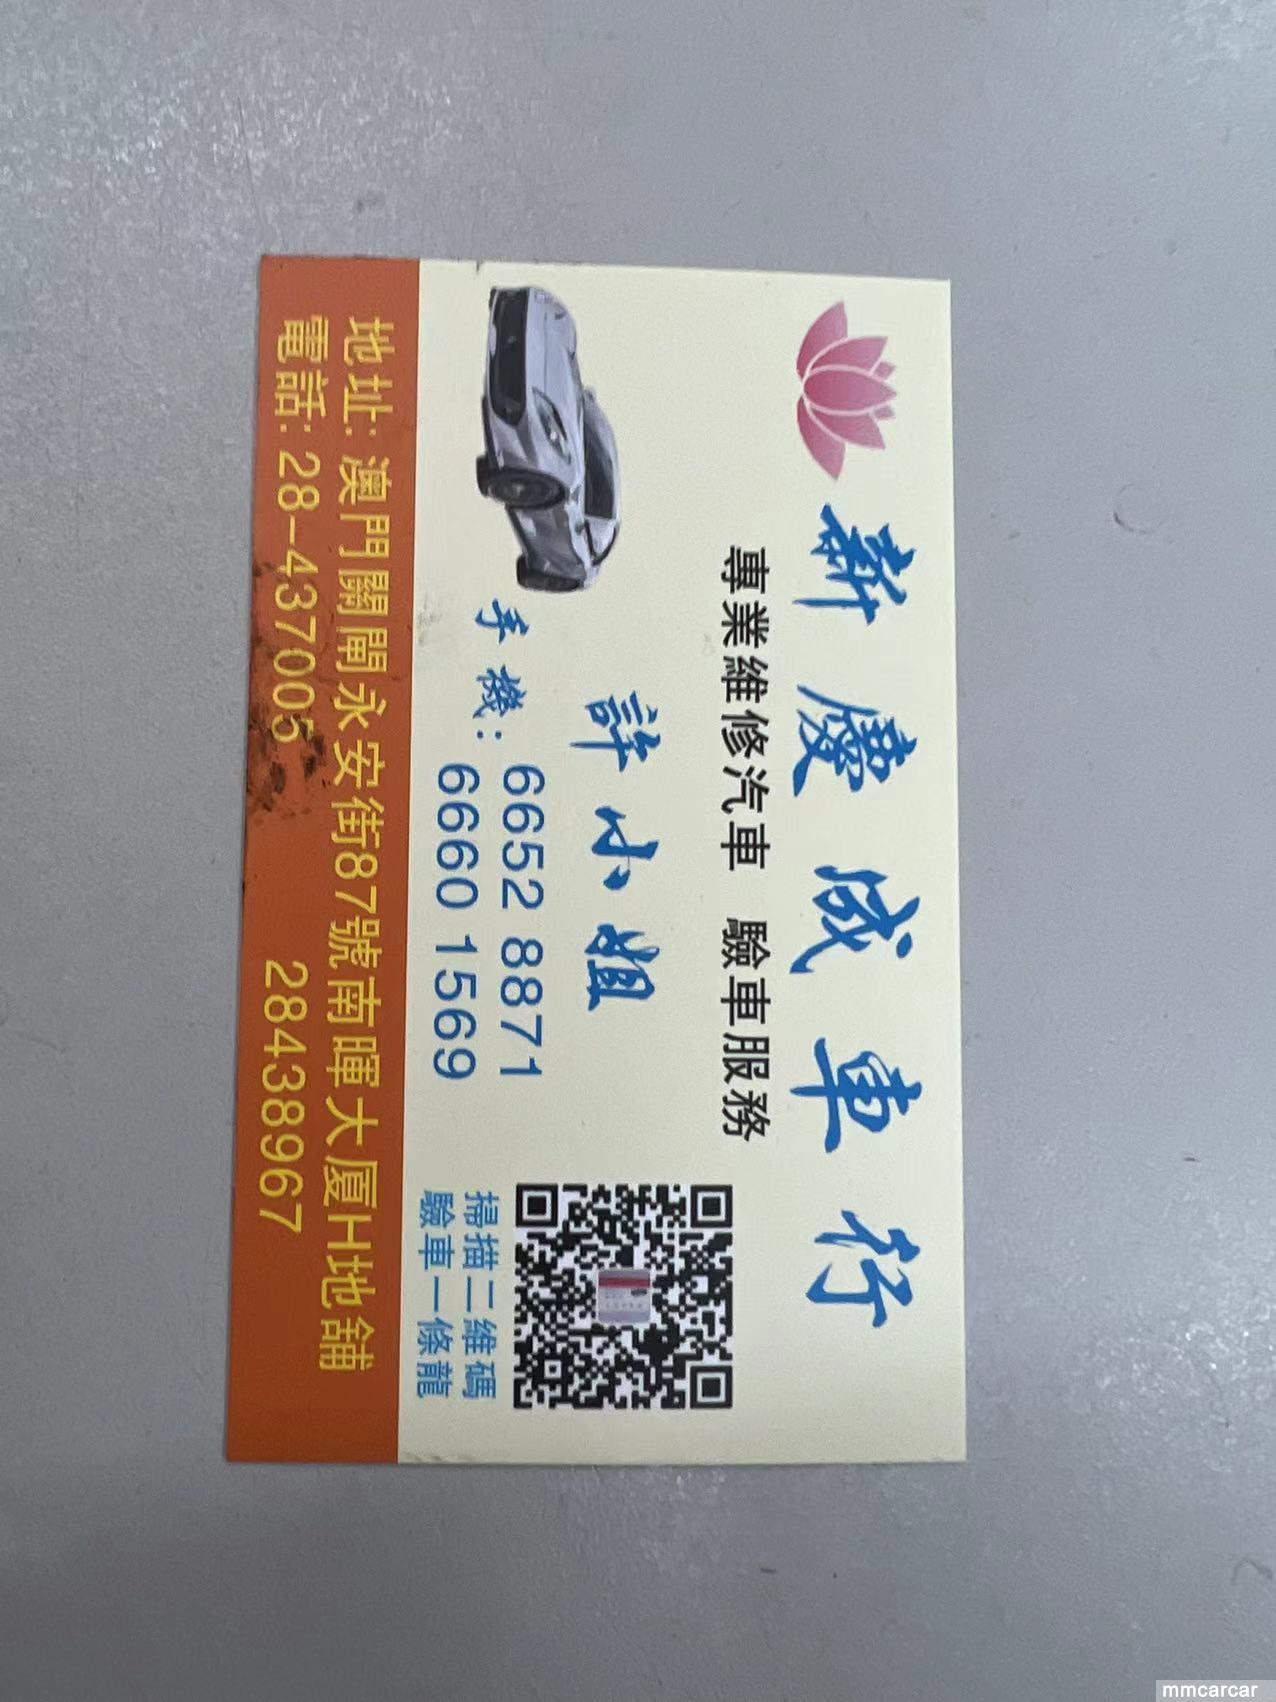 新慶成車行
專業維修汽車 驗車服務
許小姐
手機: 6652 8871
6660 1569
掃描二維碼
驗車一條龍
地址: 澳門關閘永安街87號南暉大廈H地舖
電話: 28-437005 28438967
mmcarcar